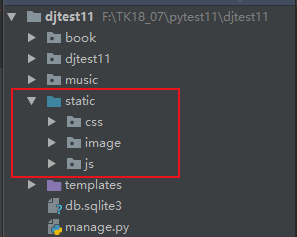 djtest11 F:\TK18_07\pytest11\djtest11
book
djtest11
music
static
css
image
js
templates
db.sqlite3
manage.py